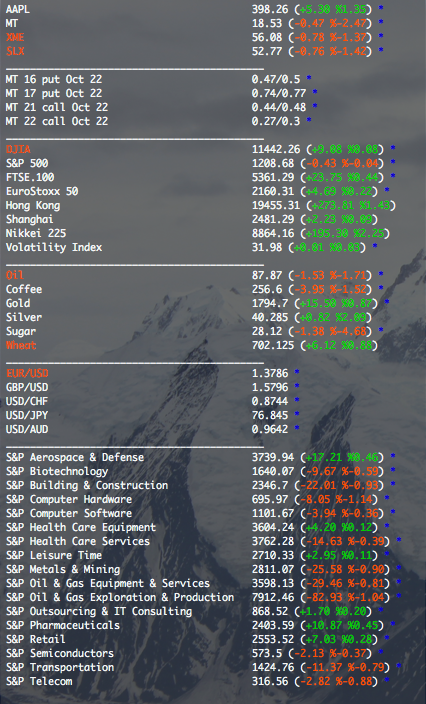 AAPL 398.26 (+5.30 %1.35) *
MT 18.53 (-0.47 %-2.47) *
XME 56.08 (-0.78 %-1.37) *
SLX 52.77 (-0.76 %-1.42) *
MT 16 put Oct 22 0.47/0.5 *
MT 17 put Oct 22 0.74/0.77 *
MT 21 call Oct 22 0.44/0.48 *
MT 22 call Oct 22 0.27/0.3 *
DJIA 11442.26 (+9.08 %0.08) *
S&P 500 1208.68 (-0.43 %-0.04) *
FTSE.100 5361.29 (+23.75 %0.44) *
EuroStoxx 50 2160.31 (+4.69 %0.22) *
Hong Kong 19455.31 (+273.81 %1.43)
Shanghai 2481.29 (+2.23 %0.09)
Nikkei 225 8864.16 (+195.30 %2.25)
Volatility Index 31.98 (+0.01 %0.03) *
Oil 87.87 (-1.53 %-1.71) *
Coffee 256.6 (-3.95 %-1.52) *
Gold 1794.7 (+15.50 %0.87) *
Silver 40.285 (+0.82 %2.09)
Sugar 28.12 (-1.38 %-4.68) *
Wheat 702.125 (+6.12 %0.88)
EUR/USD 1.3786 *
GBP/USD 1.5796 *
USD/CHF 0.8744 *
USD/JPY 76.845 *
USD/AUD 0.9642 *
S&P Aerospace & Defense 3739.94 (+17.21 %0.46) *
S&P Biotechnology 1640.07 (-9.67 %-0.59) *
S&P Building & Construction 2346.7 (-22.01 %-0.93) *
S&P Computer Hardware 695.97 (-8.05 %-1.14) *
S&P Computer Software 1101.67 (-3.94 %-0.36) *
S&P Health Care Equipment 3604.24 (+4.20 %0.12) *
S&P Health Care Services 3762.28 (-14.63 %-0.39) *
S&P Leisure Time 2710.33 (+2.95 %0.11) *
S&P Metals & Mining 2811.07 (-25.58 %-0.90) *
S&P Oil & Gas Equipment & Services 3598.13 (-29.46 %-0.81) *
S&P Oil & Gas Exploration & Production 7912.46 (-82.93 %-1.04) *
S&P Outsourcing & IT Consulting 868.52 (+1.70 %0.20) *
S&P Pharmaceuticals 2403.59 (+10.87 %0.45) *
S&P Retail 2553.52 (+7.03 %0.28) *
S&P Semiconductors 573.5 (-2.13 %-0.37) *
S&P Transportation 1424.76 (-11.37 %-0.79) *
S&P Telecom 316.56 (-2.82 %-0.88) *